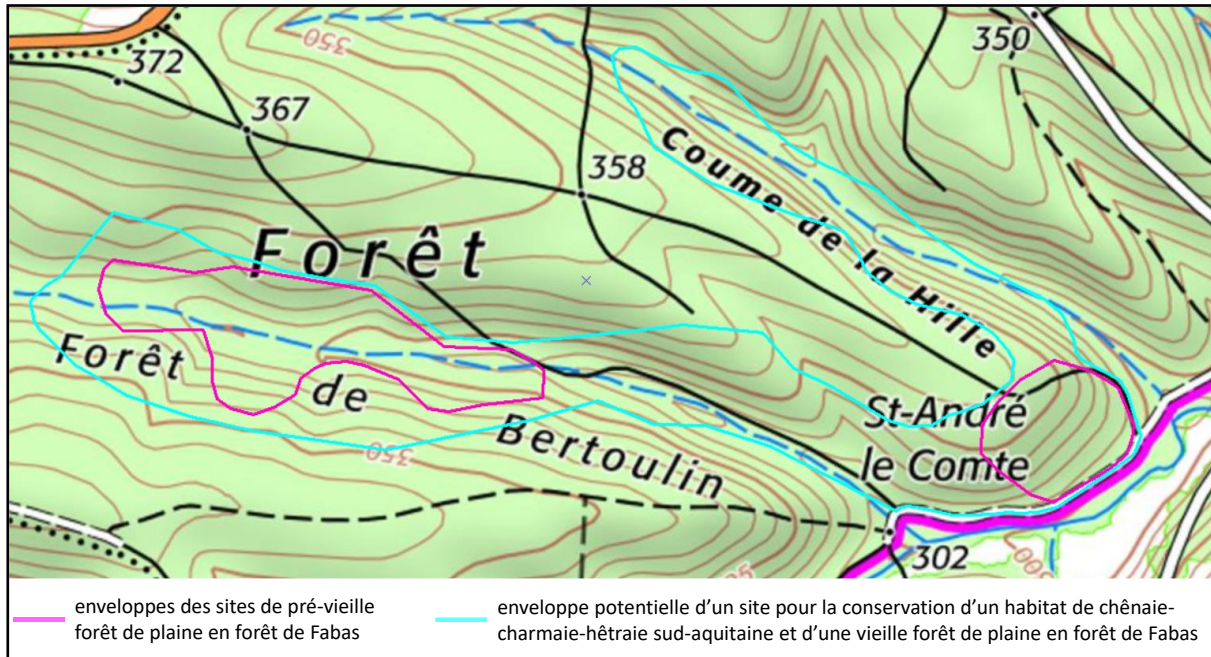 350
350
372
367
358
Coume de la Hille
Forêt
Forêt de Bertoulin
350
St-André
le Comte
302
300
enveloppes des sites de pré-vieille
forêt de plaine en forêt de Fabas
enveloppe potentielle d’un site pour la conservation d’un habitat de chênaie-
charmaie-hêtraie sud-aquitaine et d’une vieille forêt de plaine en forêt de Fabas